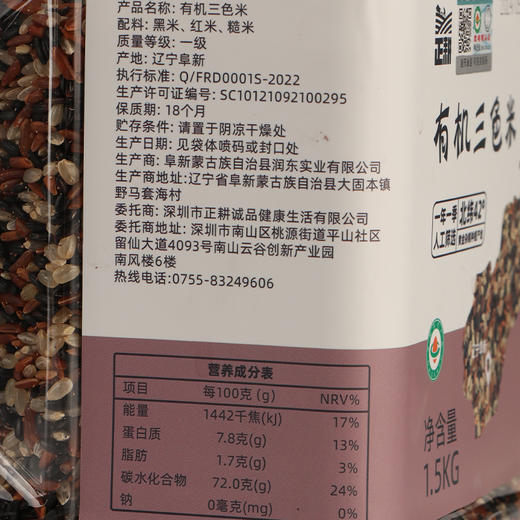 产品名称: 有机三色米
配料: 黑米、红米、糙米
质量等级: 一级
产地: 辽宁阜新
执行标准: Q/FRD0001S-2022
生产许可证编号: SC10121092100295
保质期: 18个月
贮存条件: 请置于阴凉干燥处
生产日期: 见袋体喷码或封口处
生产商: 阜新蒙古族自治县润东实业有限公司
生产商地址:辽宁省阜新蒙古族自治县大固本镇
野马套海村
委托商: 深圳市正耕诚品健康生活有限公司
地址: 深圳市南山区桃源街道平山社区
留仙大道4093号南山云谷创新产业园
南风楼6楼
热线电话: 0755-83249606
营养成分表
项目 每100克 (g) NRV%
能量 1442千焦(kJ) 17%
蛋白质 7.8克(g) 13%
脂肪 1.7克(g) 3%
碳水化合物 72.0克(g) 24%
钠 0毫克(mg) 0%
正耕
有机三色米
一年一季
人工筛选
北纬42°
净含量
1.5KG